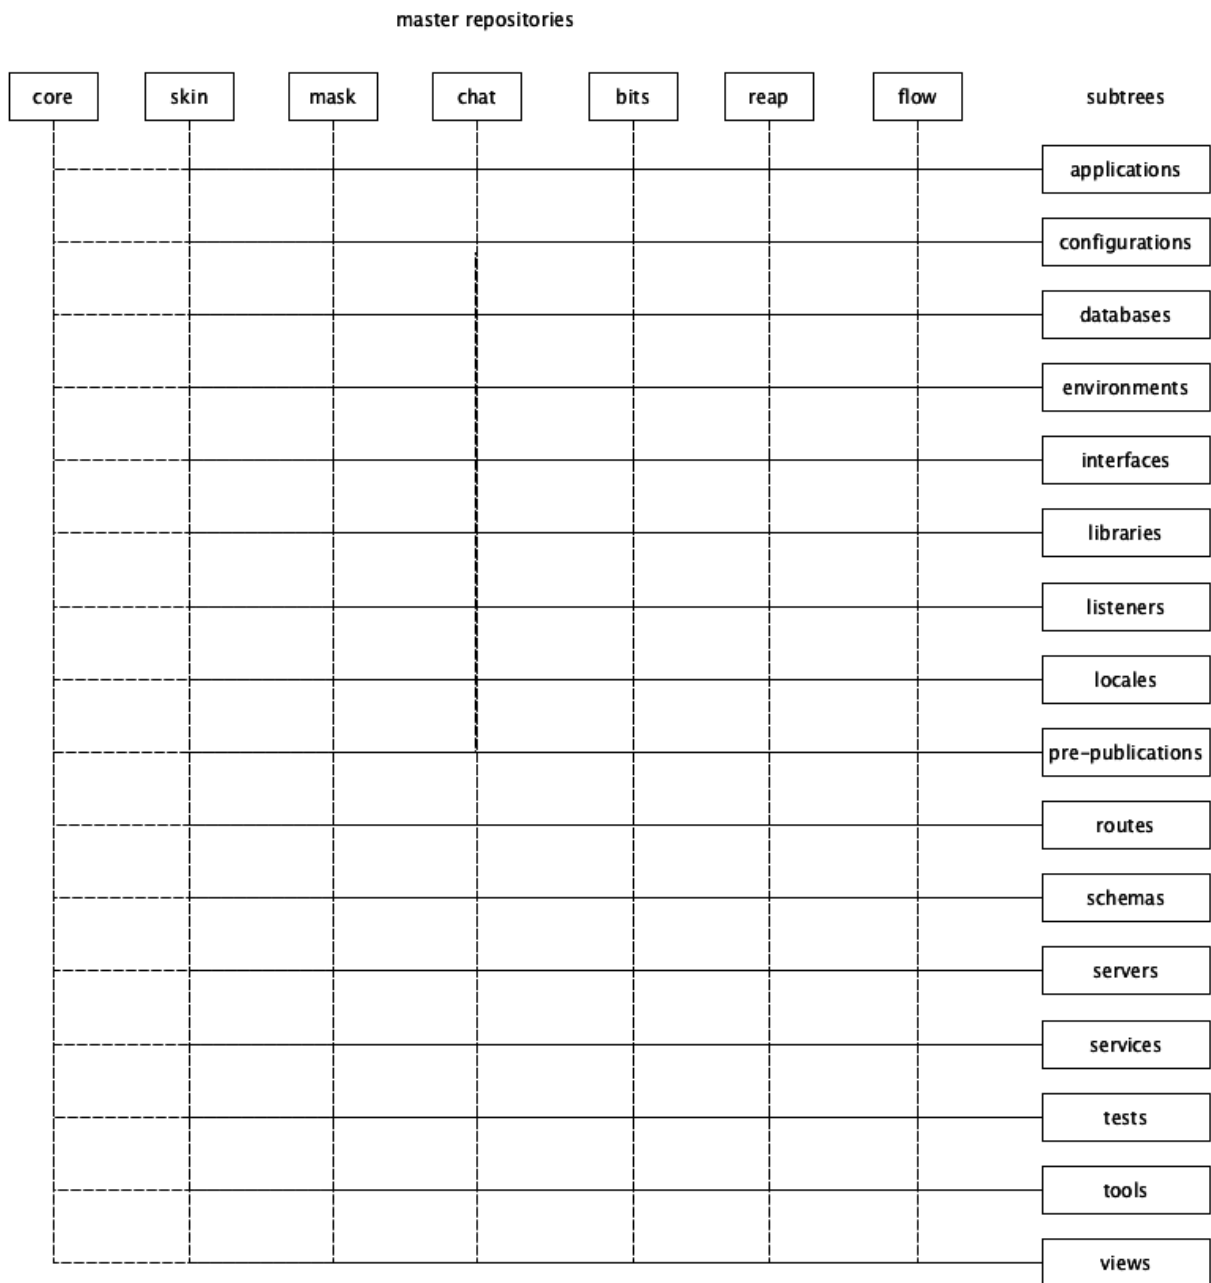 master repositories
core skin mask chat bits reap flow subtrees
applications
configurations
databases
environments
interfaces
libraries
listeners
locales
pre-publications
routes
schemas
servers
services
tests
tools
views